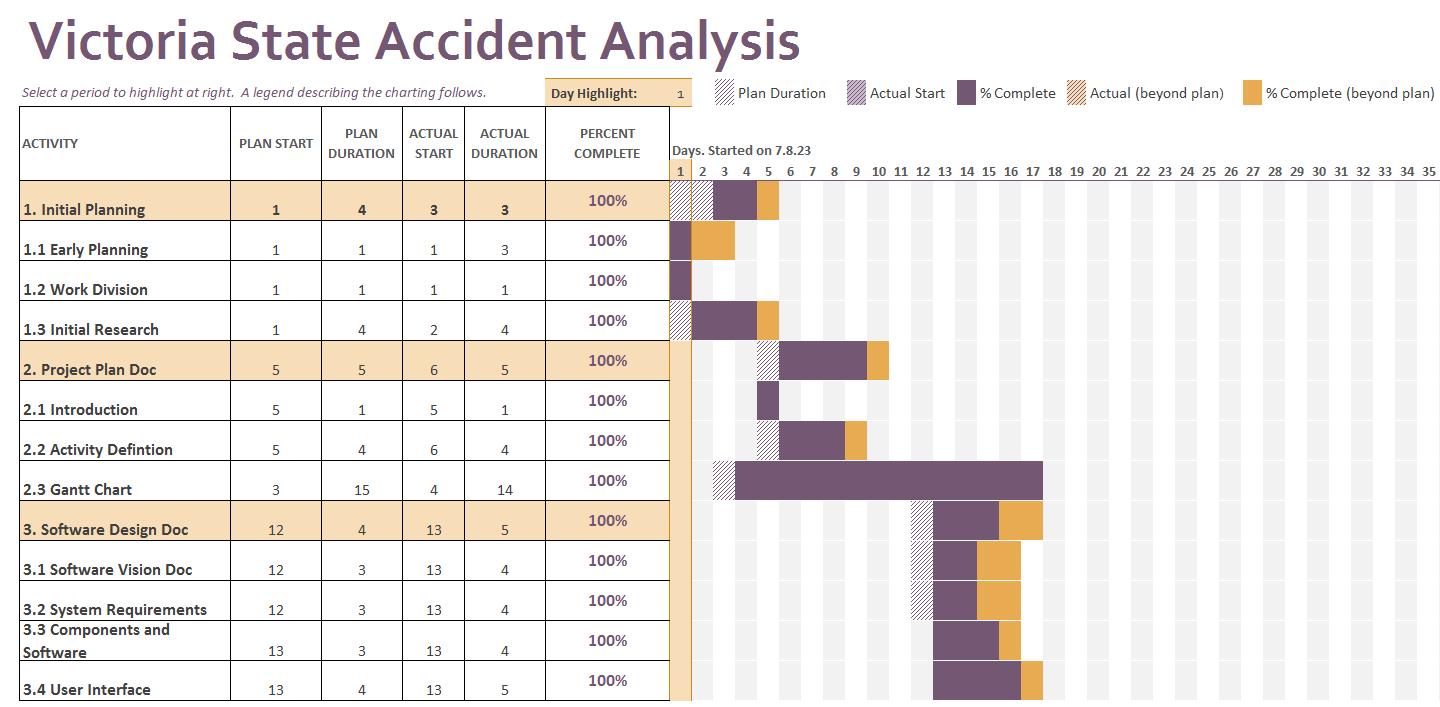 Victoria State Accident Analysis
Select a period to highlight at right. A legend describing the charting follows.
Day Highlight: 1
Plan Duration
Actual Start
% Complete
Actual (beyond plan)
% Complete (beyond plan)
ACTIVITY PLAN START PLAN DURATION ACTUAL START ACTUAL DURATION PERCENT COMPLETE
Days. Started on 7.8.23
1 2 3 4 5 6 7 8 9 10 11 12 13 14 15 16 17 18 19 20 21 22 23 24 25 26 27 28 29 30 31 32 33 34 35
1. Initial Planning 1 4 3 3 100%
1.1 Early Planning 1 1 1 3 100%
1.2 Work Division 1 1 1 1 100%
1.3 Initial Research 1 4 2 4 100%
2. Project Plan Doc 5 5 6 5 100%
2.1 Introduction 5 1 5 1 100%
2.2 Activity Defintion 5 4 6 4 100%
2.3 Gantt Chart 3 15 4 14 100%
3. Software Design Doc 12 4 13 5 100%
3.1 Software Vision Doc 12 3 13 4 100%
3.2 System Requirements 12 3 13 4 100%
3.3 Components and
Software 13 3 13 4 100%
3.4 User Interface 13 4 13 5 100%